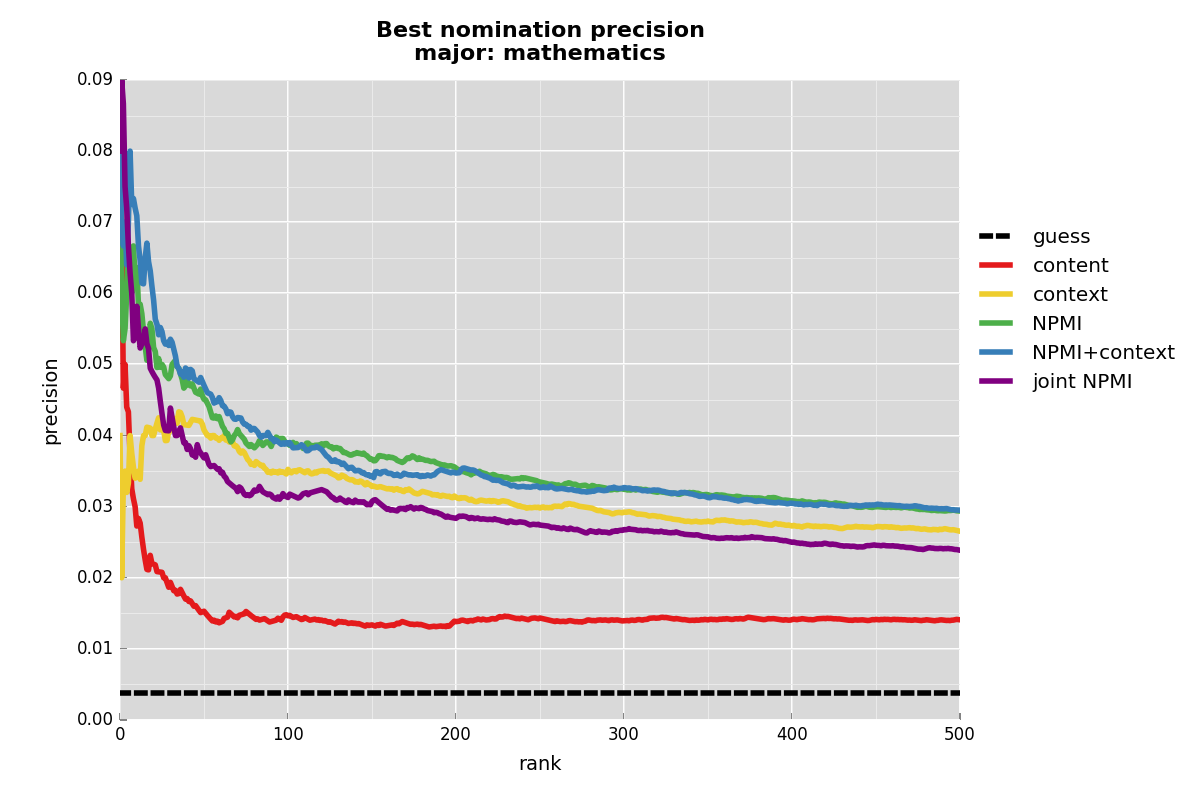 Best nomination precision
major: mathematics
precision
0.09
0.08
0.07
0.06
0.05
0.04
0.03
0.02
0.01
0.00
0
100
200
300
400
500
rank
guess
content
context
NPMI
NPMI+context
joint NPMI